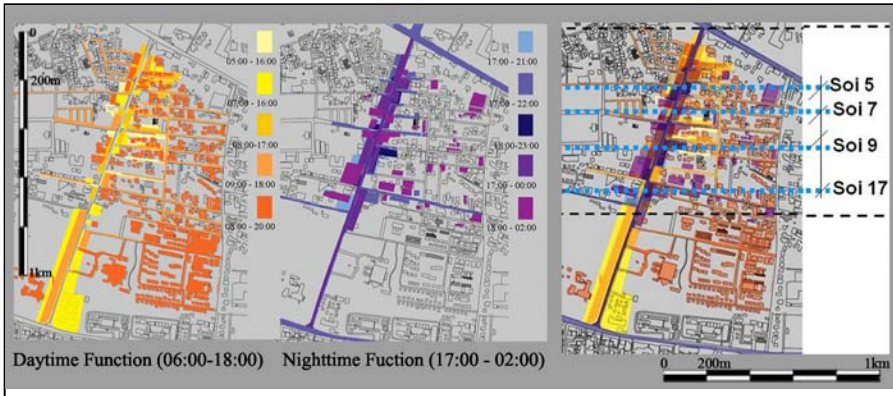 0
200m
1km
05:00 - 16:00
07:00 - 16:00
08:00-17:00
09:00 - 18:00
08:00 - 20:00
Daytime Function (06:00-18:00)
17:00 - 21:00
17:00 - 22:00
18:00 - 23:00
17:00 - 00:00
18:00 - 02:00
Nighttime Fuction (17:00 - 02:00)
Soi 5
Soi 7
Soi 9
Soi 17
0 200m 1km